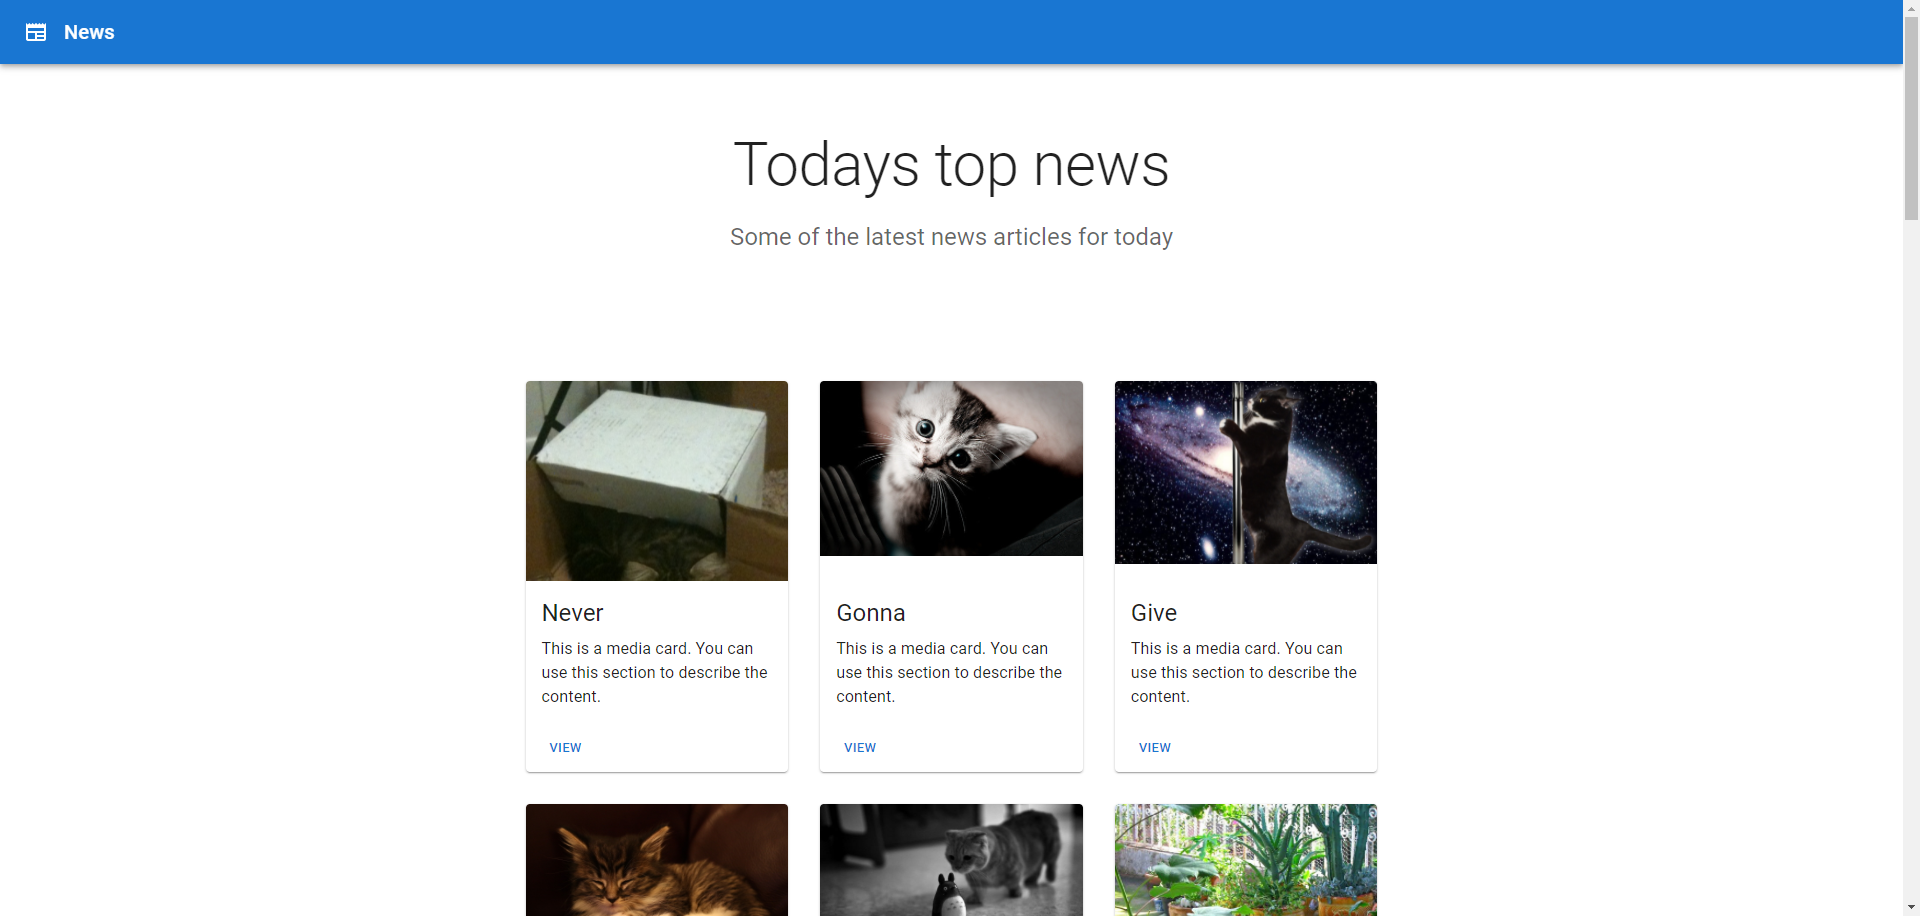 News
Todays top news
Some of the latest news articles for today
Never
This is a media card. You can
use this section to describe the
content.
VIEW
Gonna
This is a media card. You can
use this section to describe the
content.
VIEW
Give
This is a media card. You can
use this section to describe the
content.
VIEW